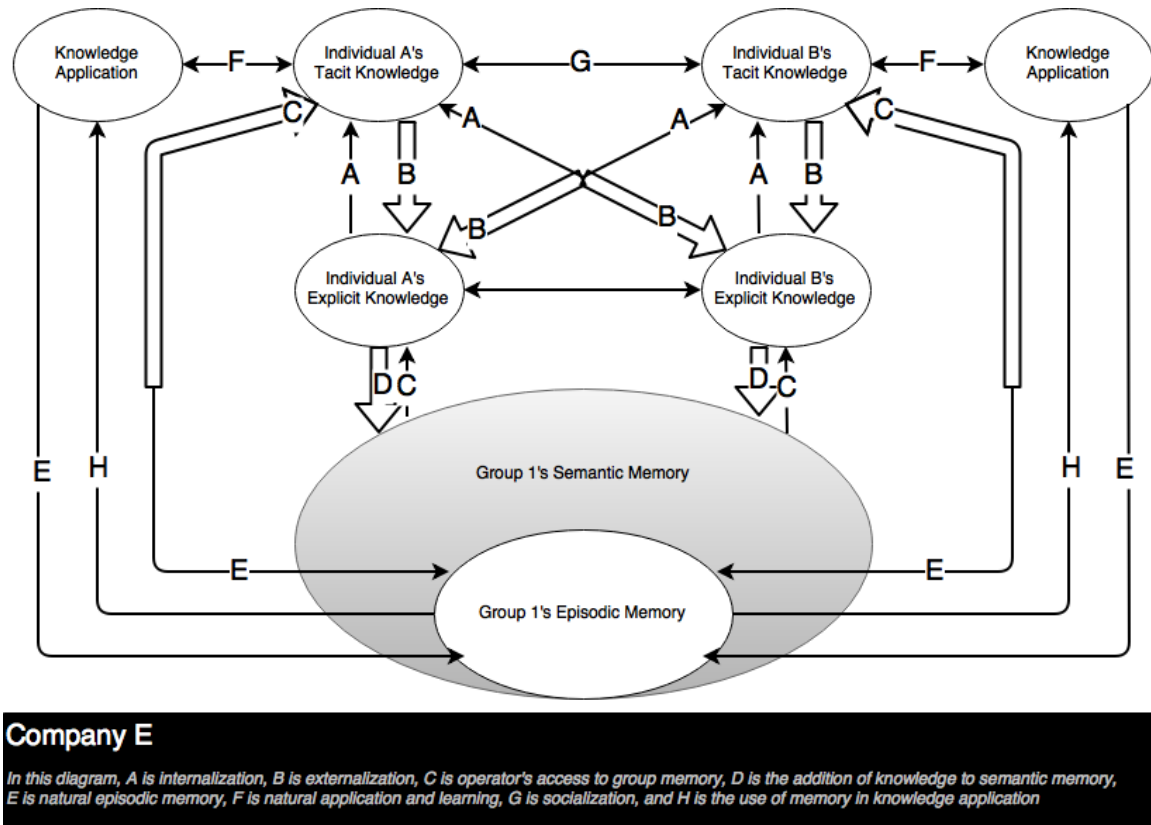 Knowledge
Application
F
Individual A's
Tacit Knowledge
G
Individual B's
Tacit Knowledge
F
Knowledge
Application
C
A
A
C
A
B
A
B
B
B
Individual A's
Explicit Knowledge
Individual B's
Explicit Knowledge
D
C
D
C
Group 1's Semantic Memory
E
H
H
E
E
E
Group 1's Episodic Memory
Company E
In this diagram, A is internalization, B is externalization, C is operator's access to group memory, D is the addition of knowledge to semantic memory,
E is natural episodic memory, F is natural application and learning, G is socialization, and H is the use of memory in knowledge application